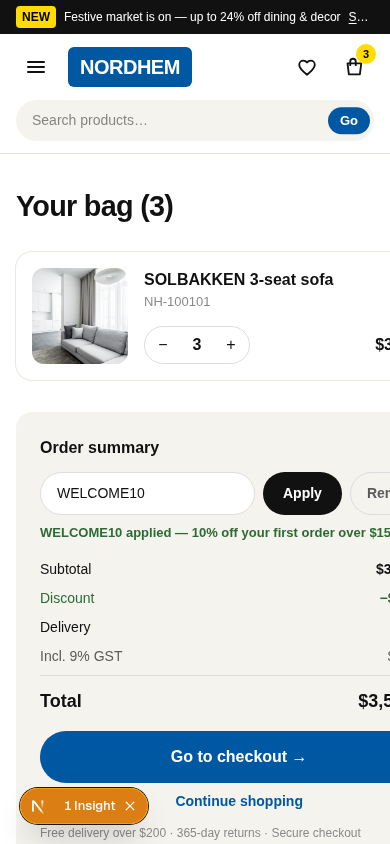 NEW Festive market is on — up to 24% off dining & decor S…
NORDHEM
3
Search products… Go
Your bag (3)
SOLBAKKEN 3-seat sofa
NH-100101
− 3 +
Order summary
WELCOME10 Apply
WELCOME10 applied — 10% off your first order over $15
Subtotal
Discount
Delivery
Incl. 9% GST
Total $3,5
Go to checkout →
N 1 Insight ×
Continue shopping
Free delivery over $200 · 365-day returns · Secure checkout